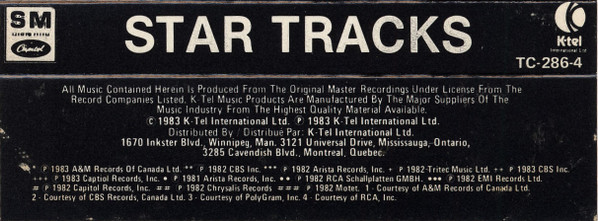 SM
Capitol
STAR TRACKS
K-tel
International Ltd
TC-286-4
All Music Contained Herein Is Produced From The Original Master Recordings Under License From The
Record Companies Listed. K-Tel Music Products Are Manufactured By The Major Suppliers Of The
Music Industry From The Highest Quality Material Available.
© 1983 K-Tel International Ltd. ℗ 1983 K-Tel International Ltd.
Distributed By / Distribué Par: K-Tel International Ltd.
1670 Inkster Blvd., Winnipeg, Man. 3121 Universal Drive, Mississauga, Ontario,
3285 Cavendish Blvd., Montreal, Quebec.
* ℗ 1983 A&M Records Of Canada Ltd. ** ℗ 1982 CBS Inc. *** ℗ 1982 Arista Records, Inc. + ℗ 1982 Tritec Music Ltd. ++ ℗ 1983 CBS Inc.
+++ ℗ 1983 Capitol Records, Inc. • ℗ 1981 Arista Records, Inc. •• ℗ 1982 RCA Schallplatten GMBH. ••• ℗ 1982 EMI Records Ltd.
# ℗ 1982 Capitol Records Inc. ## ℗ 1982 Chrysalis Records ### ℗ 1982 Motet. 1 - Courtesy of A&M Records of Canada Ltd.
2 - Courtesy of CBS Records, Canada Ltd. 3 - Courtesy of PolyGram, Inc. 4 - Courtesy of RCA, Inc.